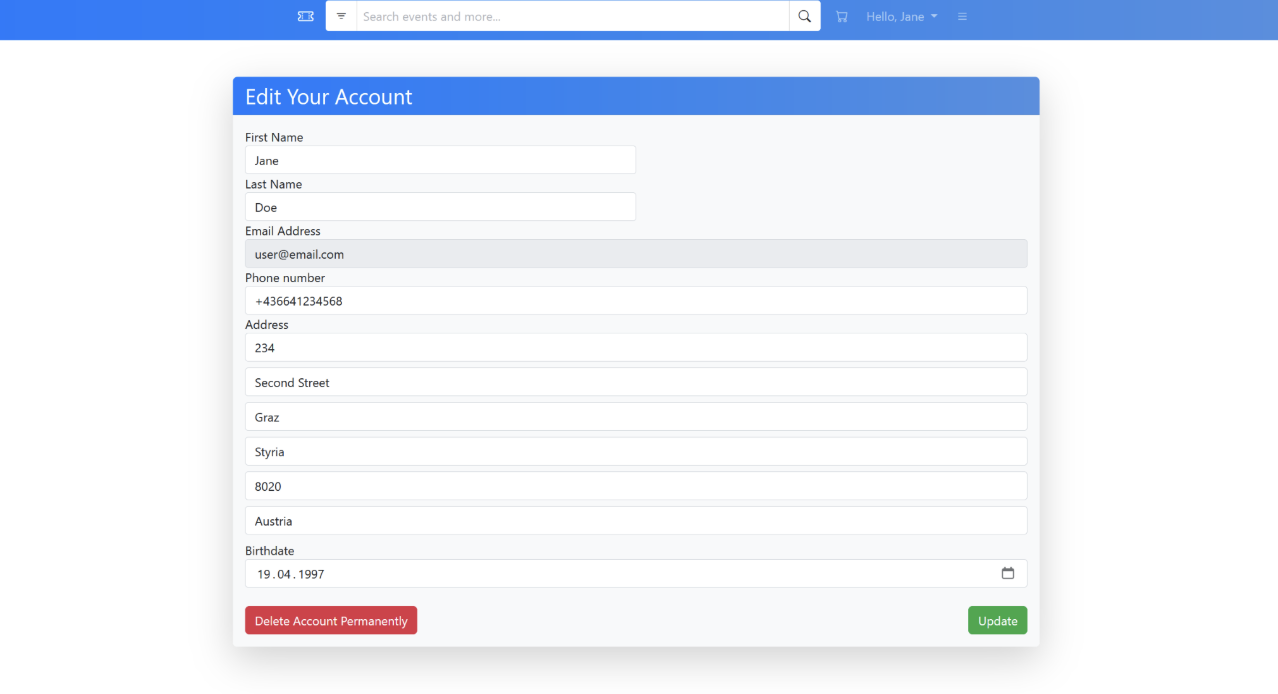 Search events and more...
Hello, Jane
Edit Your Account
First Name
Jane
Last Name
Doe
Email Address
user@email.com
Phone number
+436641234568
Address
234
Second Street
Graz
Styria
8020
Austria
Birthdate
19.04.1997
Delete Account Permanently
Update